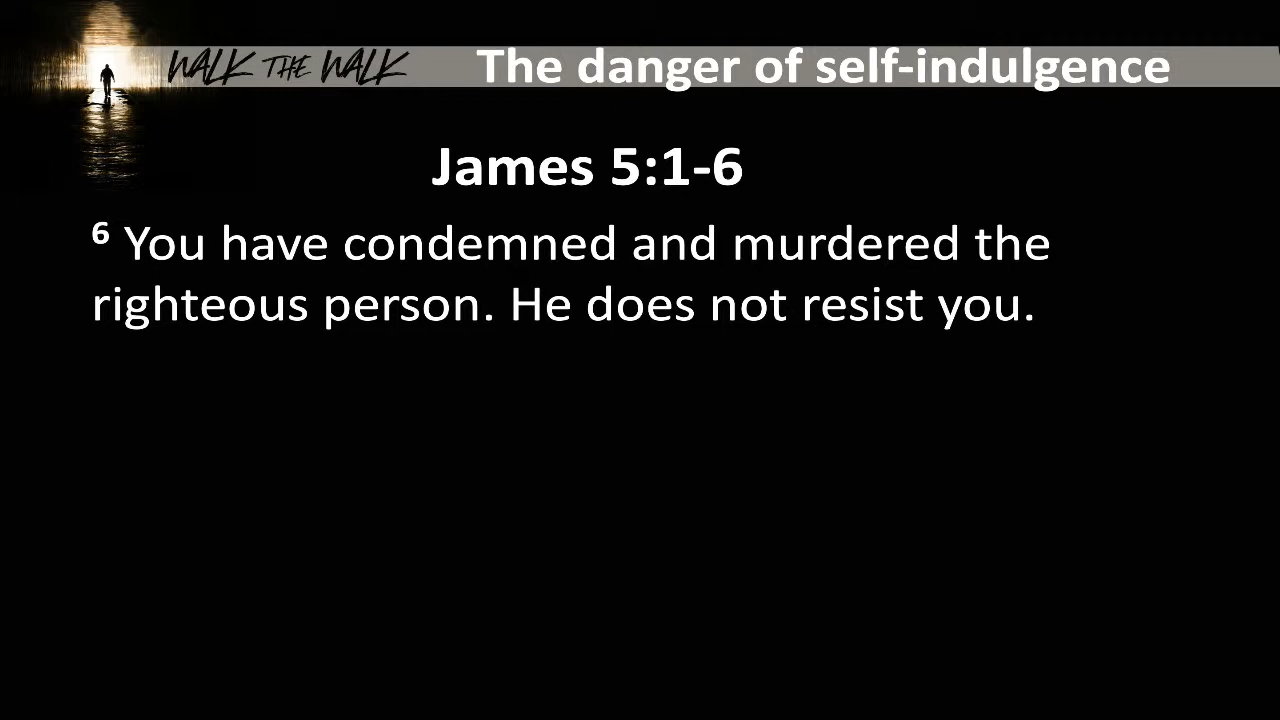 WALK THE WALK
The danger of self-indulgence
James 5:1-6
⁶ You have condemned and murdered the
righteous person. He does not resist you.